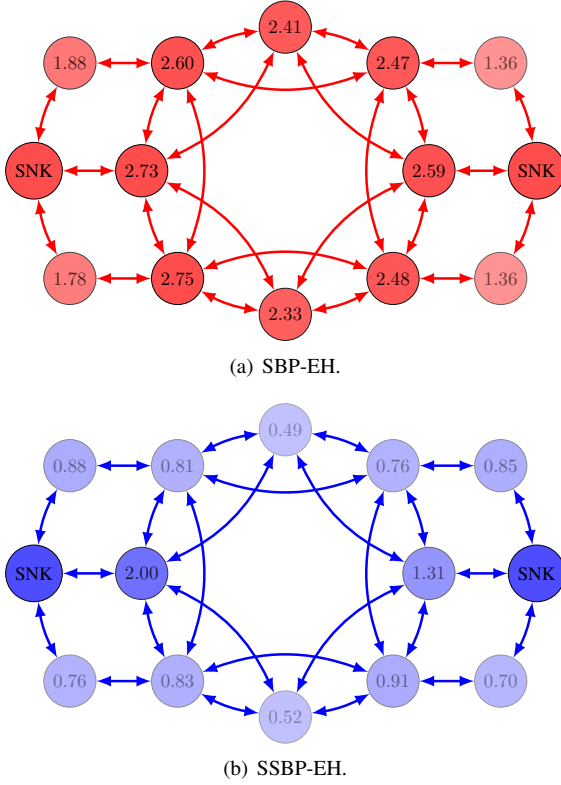 2.41
1.88 2.60 2.47 1.36
SNK 2.73 2.59 SNK
1.78 2.75 2.48 1.36
2.33
(a) SBP-EH.
0.49
0.88 0.81 0.76 0.85
SNK 2.00 1.31 SNK
0.76 0.83 0.91 0.70
0.52
(b) SSBP-EH.